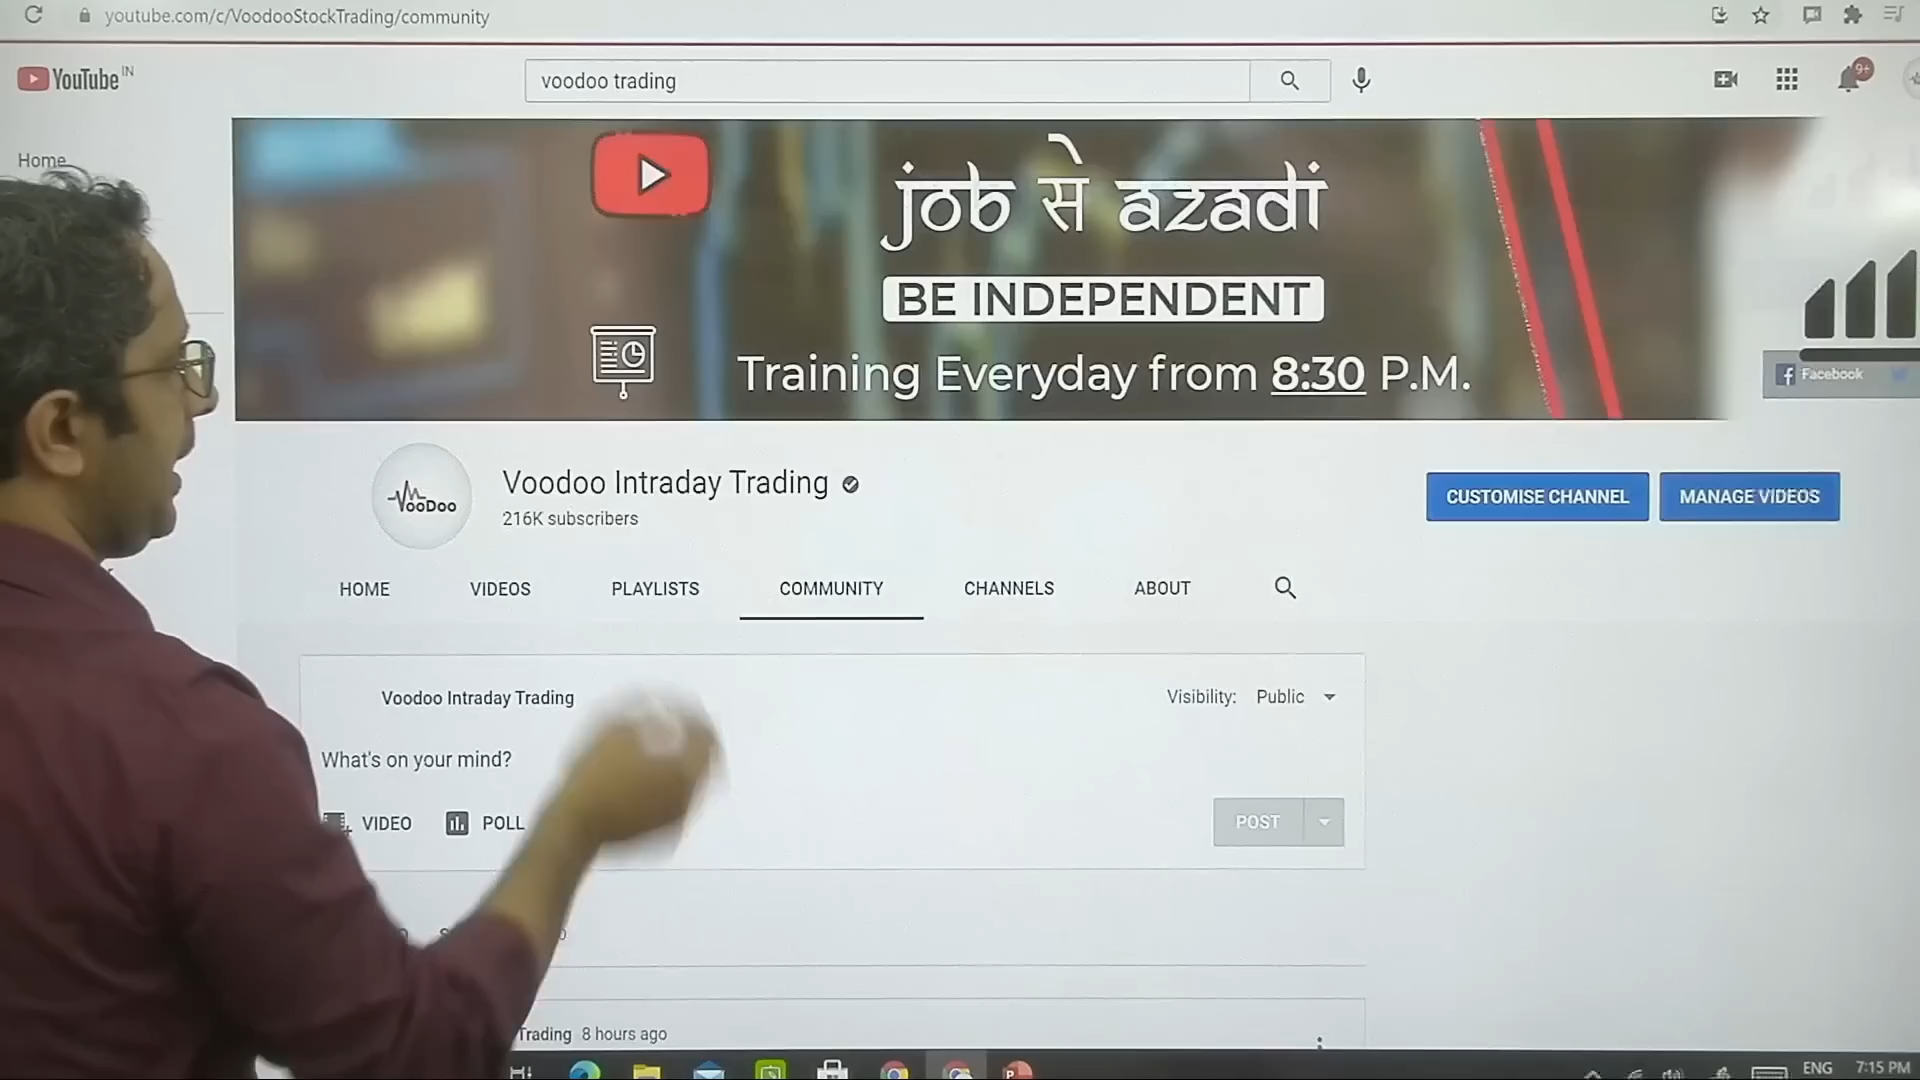 youtube.com/c/VoodooStockTrading/community
YouTube IN
voodoo trading
9+
Home
job से azadi
BE INDEPENDENT
Training Everyday from 8:30 P.M.
Facebook
VooDoo
Voodoo Intraday Trading
216K subscribers
CUSTOMISE CHANNEL
MANAGE VIDEOS
HOME VIDEOS PLAYLISTS COMMUNITY CHANNELS ABOUT
Voodoo Intraday Trading
Visibility: Public
What's on your mind?
VIDEO POLL
POST
Trading 8 hours ago
ENG 7:15 PM